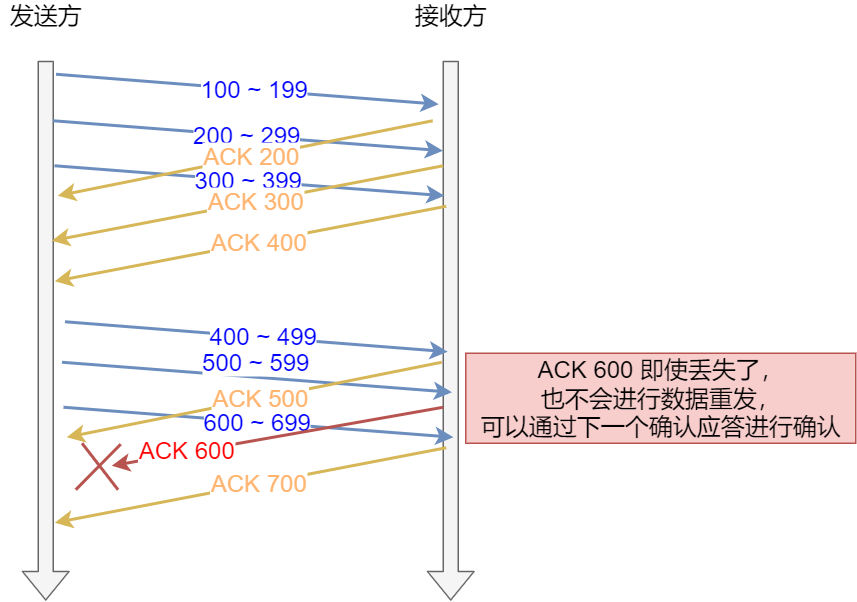 发送方
接收方
100 ~ 199
200 ~ 299
ACK 200
300 ~ 399
ACK 300
ACK 400
400 ~ 499
500 ~ 599
ACK 500
600 ~ 699
ACK 600
ACK 700
ACK 600 即使丢失了，
也不会进行数据重发，
可以通过下一个确认应答进行确认